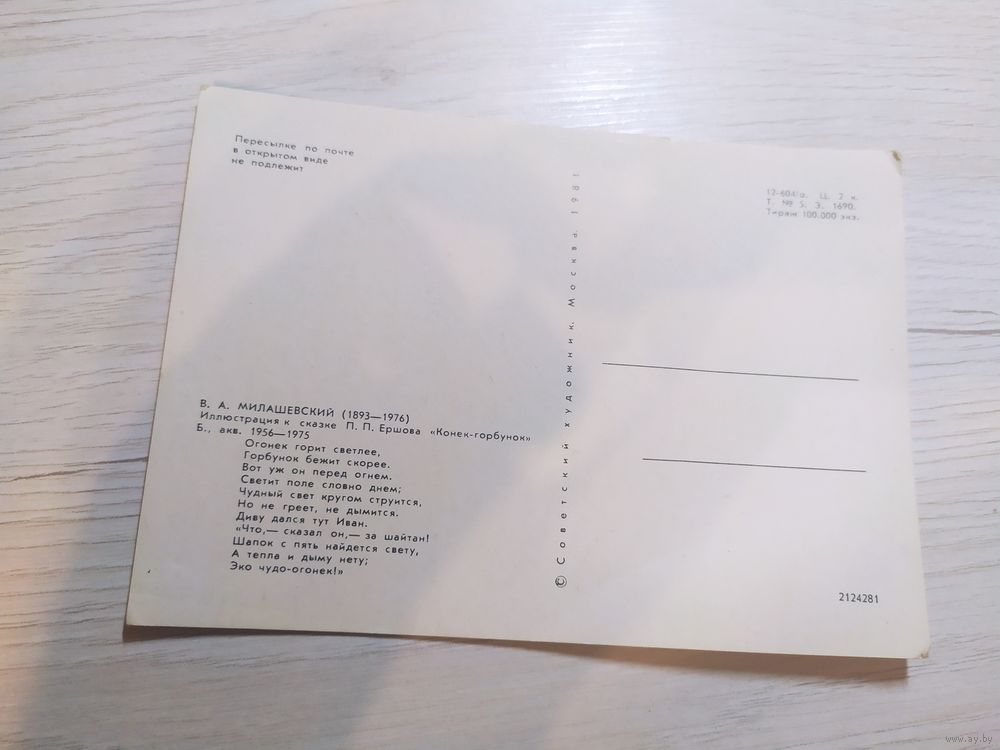 Пересылке по почте
в открытом виде
не подлежит
В. А. МИЛАШЕВСКИЙ (1893—1976)
Иллюстрация к сказке П. П. Ершова «Конек-горбунок»
Б., акв. 1956—1975
Огонек горит светлее,
Горбунок бежит скорее.
Вот уж он перед огнем.
Светит поле словно днем;
Чудный свет кругом струится,
Но не греет, не дымится.
Диву дался тут Иван.
«Что,— сказал он,— за шайтан!
Шапок с пять найдется свету,
А тепла и дыму нету;
Эко чудо-огонек!»
© Советский художник. Москва. 1981
12-604/а. Ц. 2 к.
Т. № 5. З. 1690.
Тираж 100.000 экз.
2124281
www.ay.by